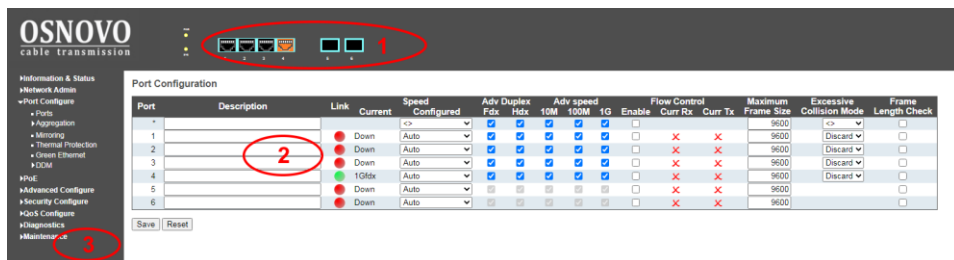 OSNOVO
cable transmission
1 2 3 4 5 6
1
Information & Status
Network Admin
Port Configure
Ports
Aggregation
Mirroring
Thermal Protection
Green Ethernet
DDM
PoE
Advanced Configure
Security Configure
QoS Configure
Diagnostics
Maintenance
3
Port Configuration
Port Description Link Speed Adv Duplex Adv speed Flow Control Maximum Excessive Frame
Current Configured Fdx Hdx 10M 100M 1G Enable Curr Rx Curr Tx Frame Size Collision Mode Length Check
* <> 9600 <>
1 Down Auto 9600 Discard
2 Down Auto 9600 Discard
2
3 Down Auto 9600 Discard
4 1Gfdx Auto 9600 Discard
5 Down Auto 9600
6 Down Auto 9600
Save Reset